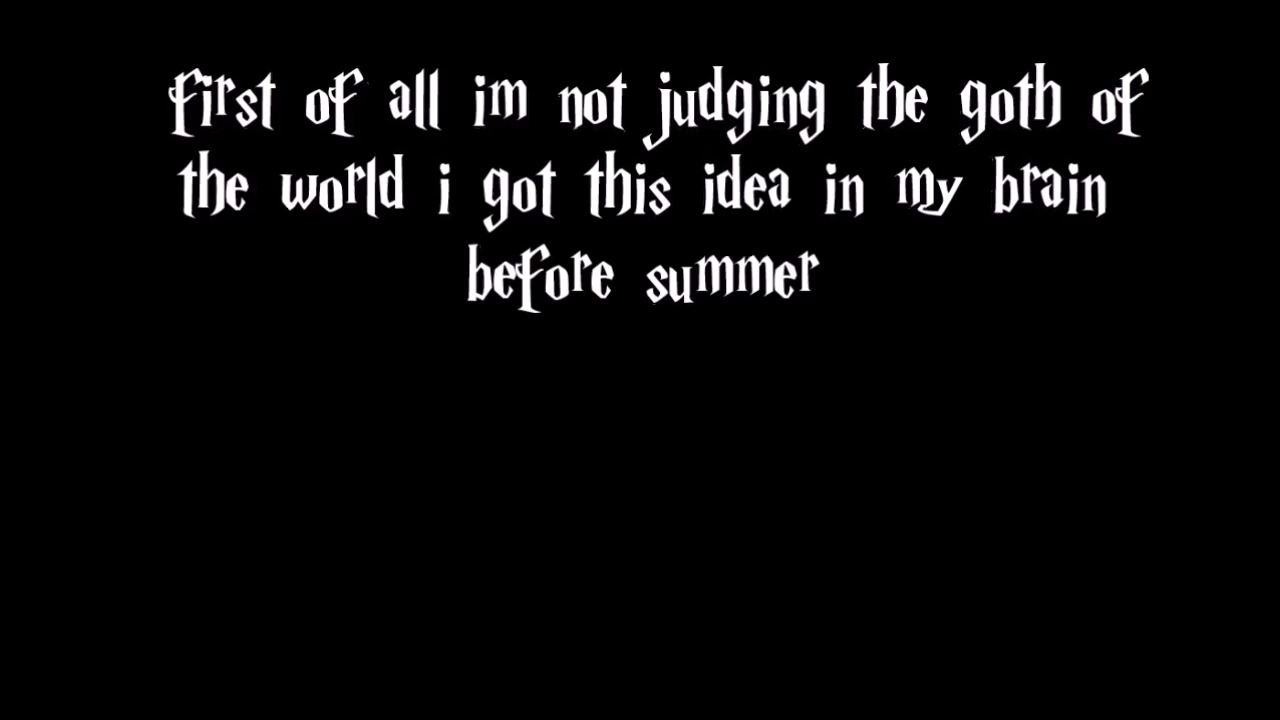 first of all im not judging the goth of
the world i got this idea in my brain
before summer